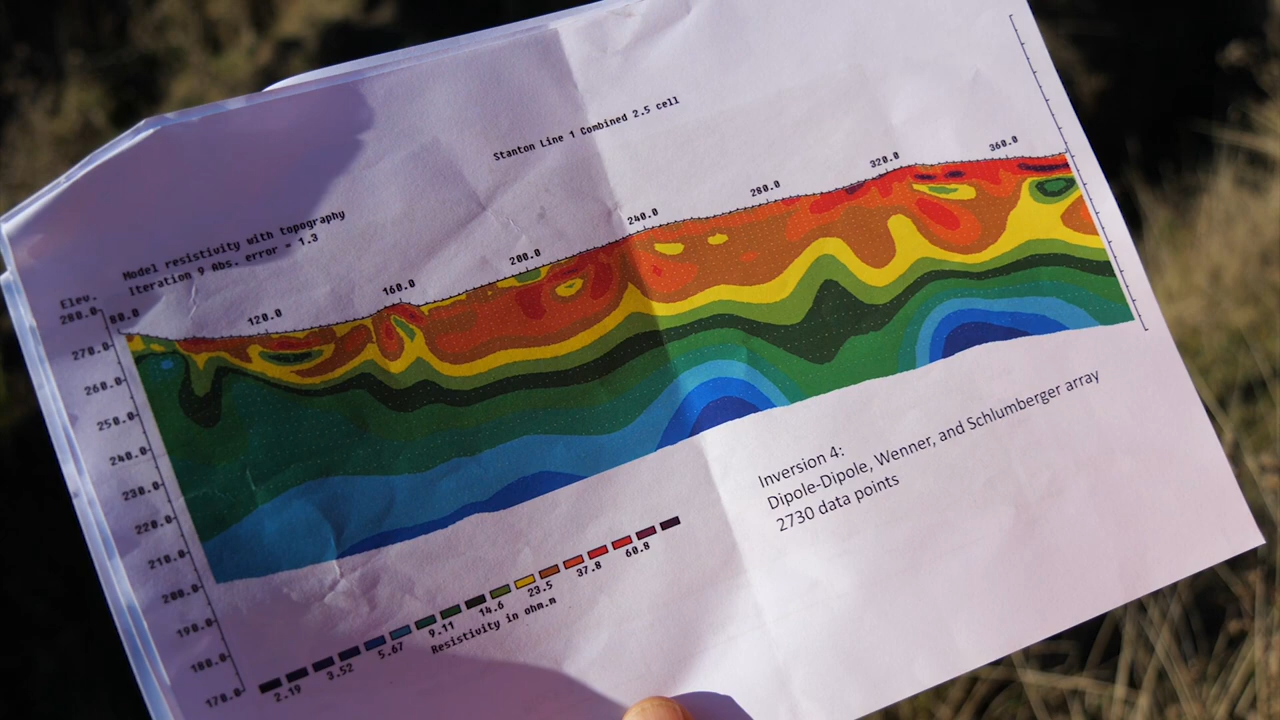 Stanton Line 1 Combined 2.5 cell
Model resistivity with topography
Iteration 9 Abs. error = 1.3
Elev.
280.0
80.0
120.0
160.0
200.0
240.0
280.0
320.0
360.0
270.0
260.0
250.0
240.0
230.0
220.0
210.0
200.0
190.0
180.0
170.0
Inversion 4:
Dipole-Dipole, Wenner, and Schlumberger array
2730 data points
2.19 3.52 5.67 9.11 14.6 23.5 37.8 60.8
Resistivity in ohm.m